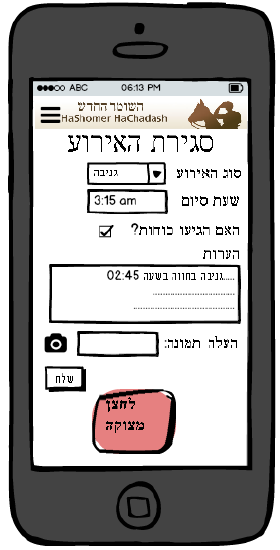 ABC 06:13 PM
השומר החדש
HaShomer HaChadash
סגירת האירוע
סוג האירוע גניבה
שעת סיום 3:15 am
האם הגיעו כוחות?
הערות
.....גניבה בחווה בשעה 02:45
העלה תמונה:
שלח
לחצן
מצוקה